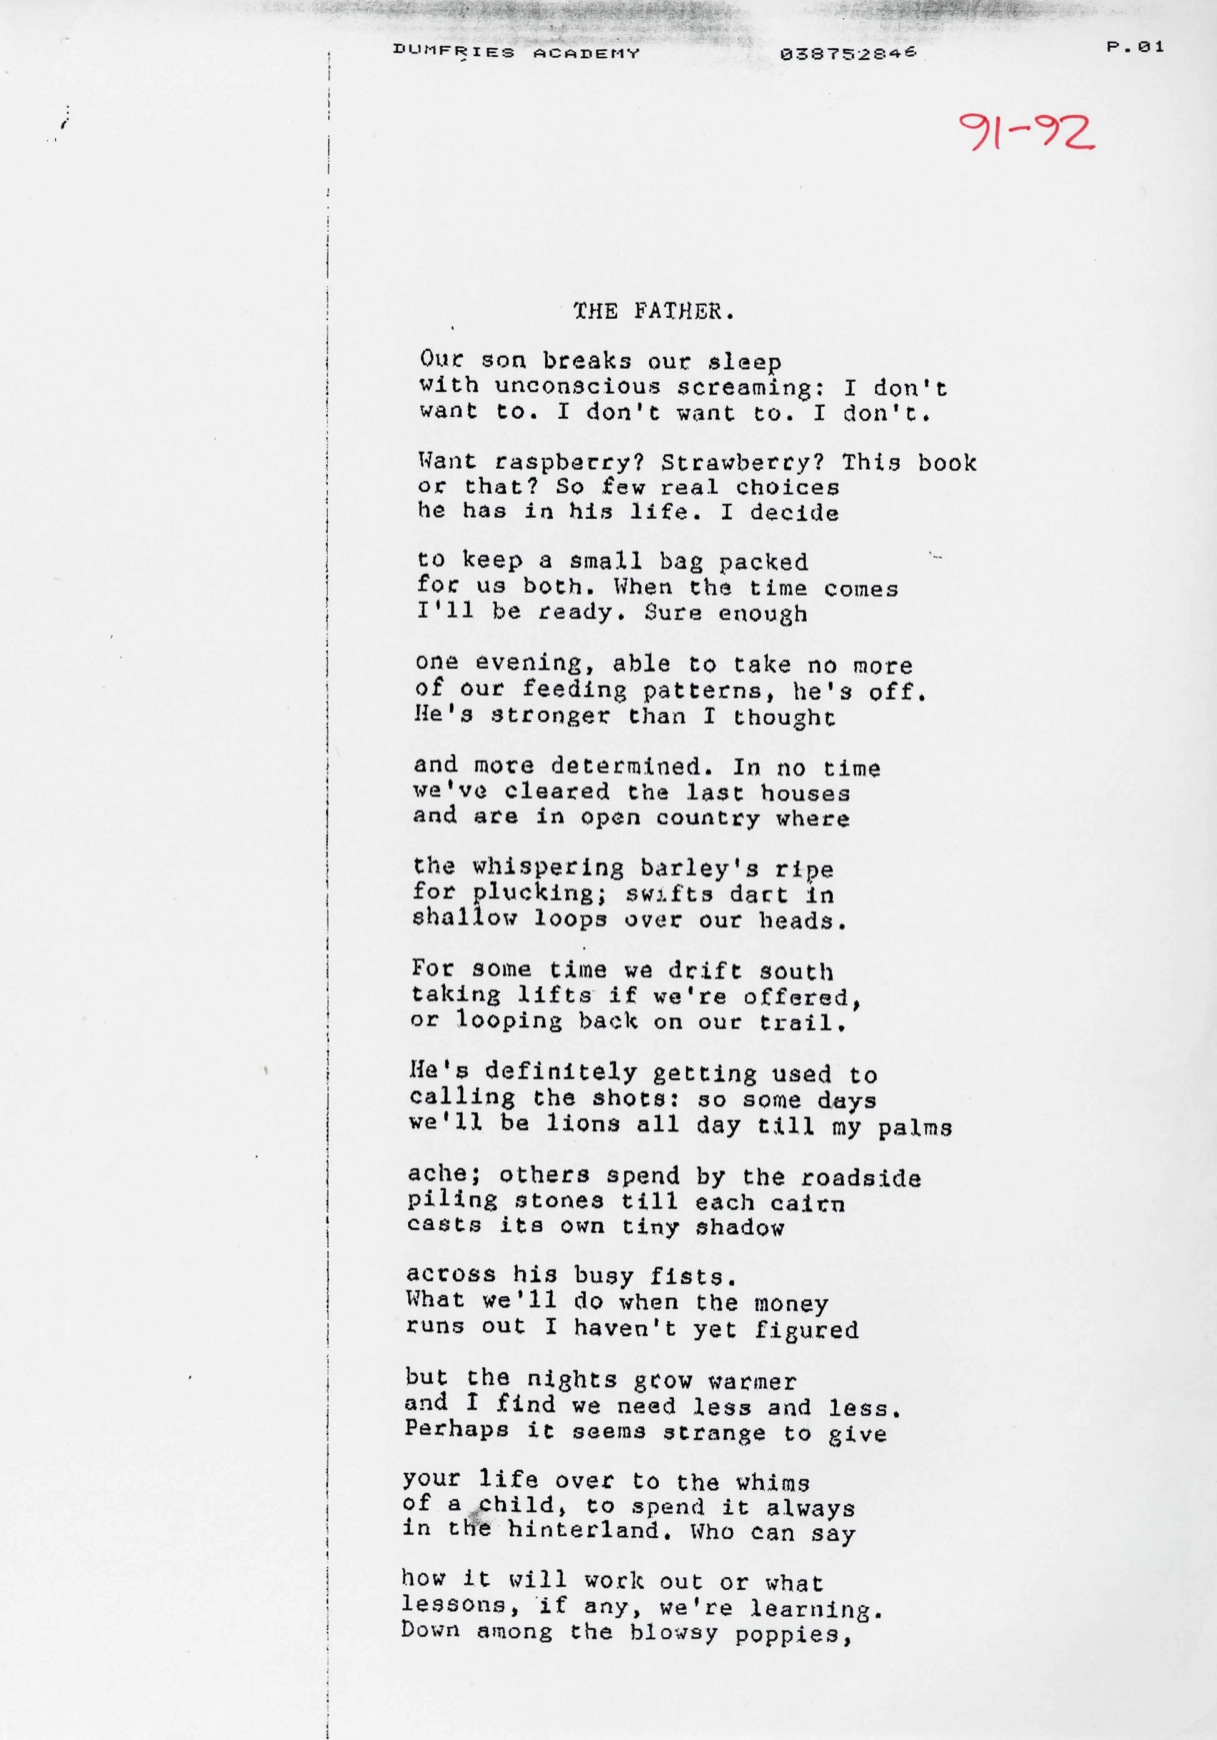 DUMFRIES ACADEMY 038752846 P.01
91-92
THE FATHER.
Our son breaks our sleep
with unconscious screaming: I don't
want to. I don't want to. I don't.
Want raspberry? Strawberry? This book
or that? So few real choices
he has in his life. I decide
to keep a small bag packed
for us both. When the time comes
I'll be ready. Sure enough
one evening, able to take no more
of our feeding patterns, he's off.
He's stronger than I thought
and more determined. In no time
we've cleared the last houses
and are in open country where
the whispering barley's ripe
for plucking; swifts dart in
shallow loops over our heads.
For some time we drift south
taking lifts if we're offered,
or looping back on our trail.
He's definitely getting used to
calling the shots: so some days
we'll be lions all day till my palms
ache; others spend by the roadside
piling stones till each cairn
casts its own tiny shadow
across his busy fists.
What we'll do when the money
runs out I haven't yet figured
but the nights grow warmer
and I find we need less and less.
Perhaps it seems strange to give
your life over to the whims
of a child, to spend it always
in the hinterland. Who can say
how it will work out or what
lessons, if any, we're learning.
Down among the blowsy poppies,